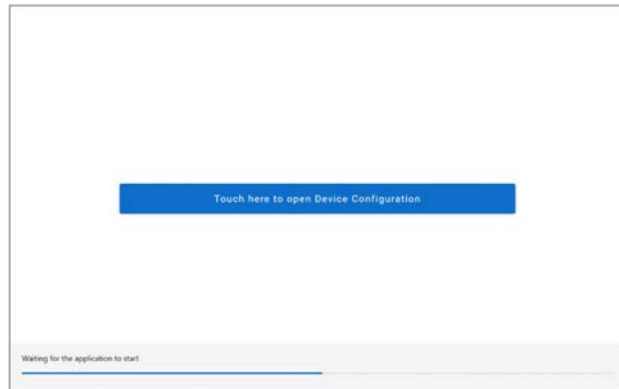 Touch here to open Device Configuration
Waiting for the application to start